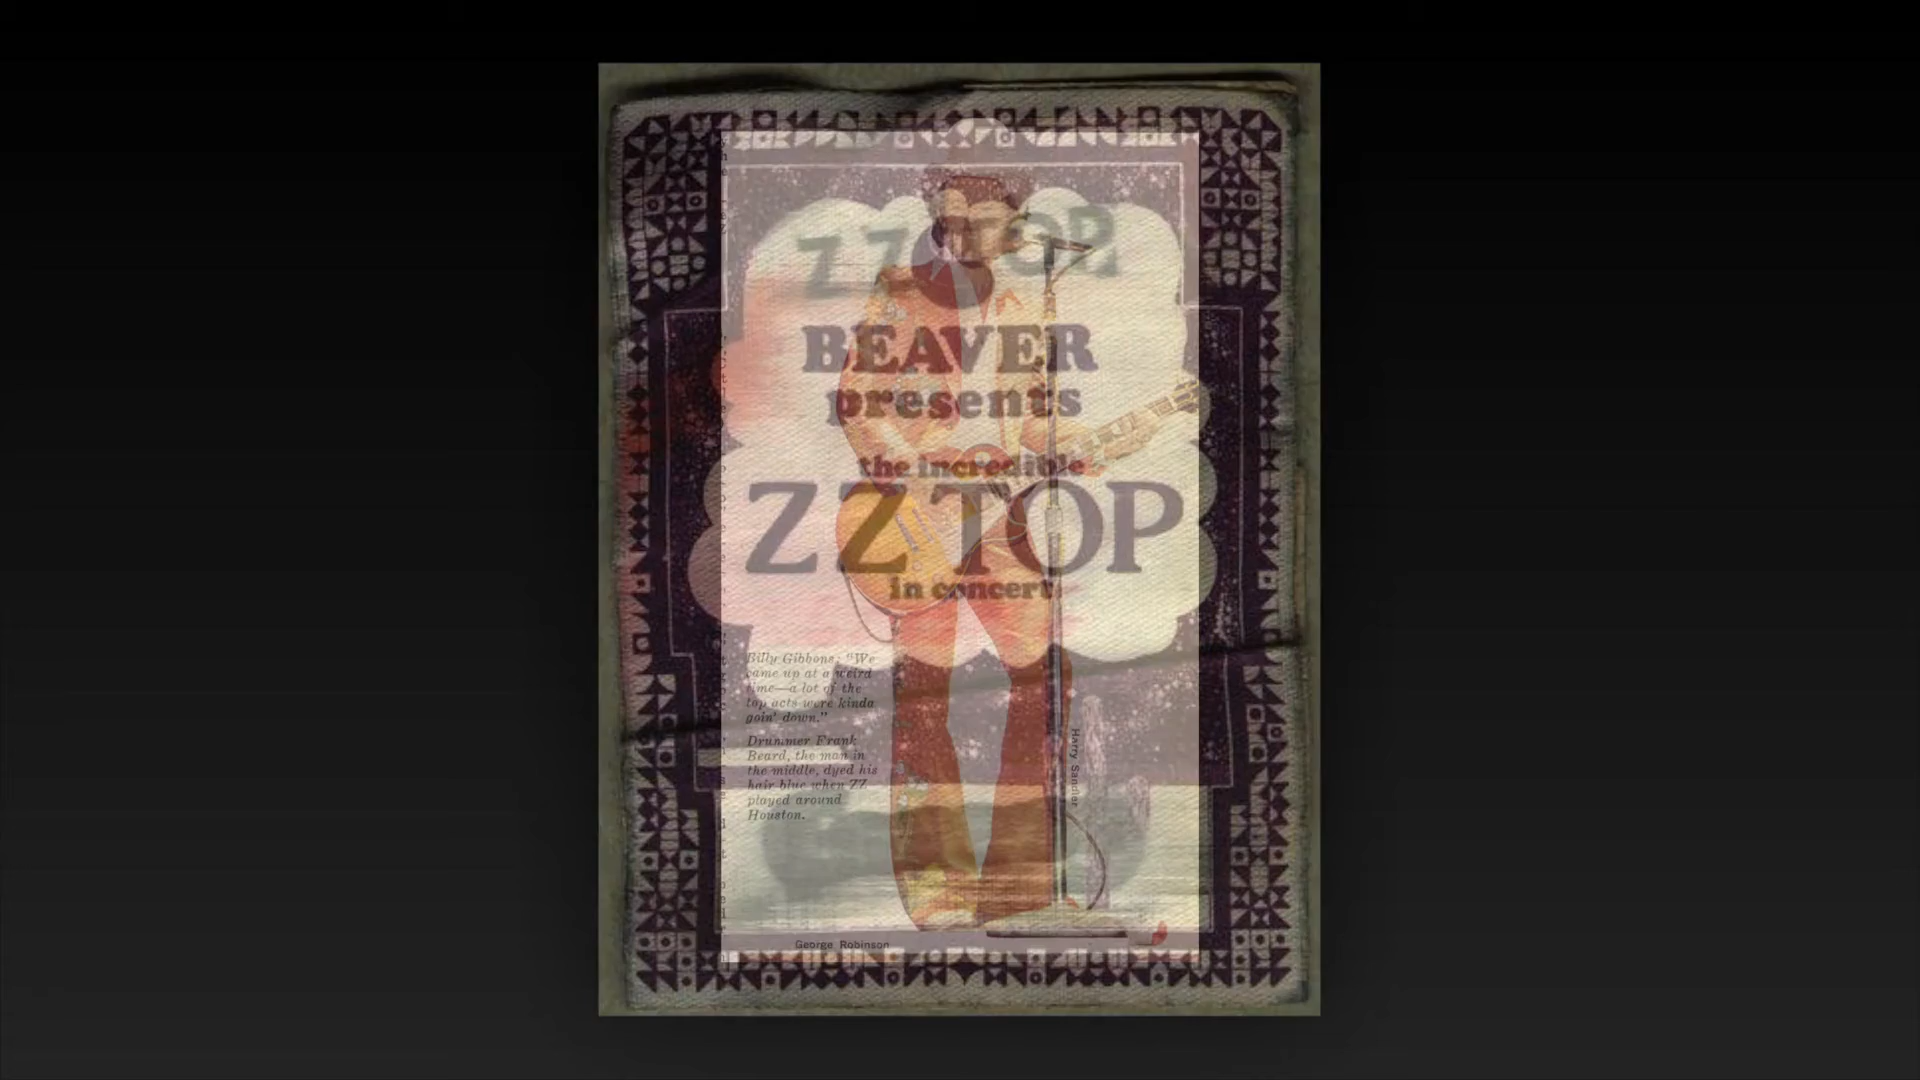 ZZ TOP
BEAVER
presents
the incredible
ZZ TOP
in concert
Billy Gibbons: "We
came up at a weird
time—a lot of the
top acts were kinda
goin' down."
Drummer Frank
Beard, the man in
the middle, dyed his
hair blue when ZZ
played around
Houston.
Harry Sandler
George Robinson